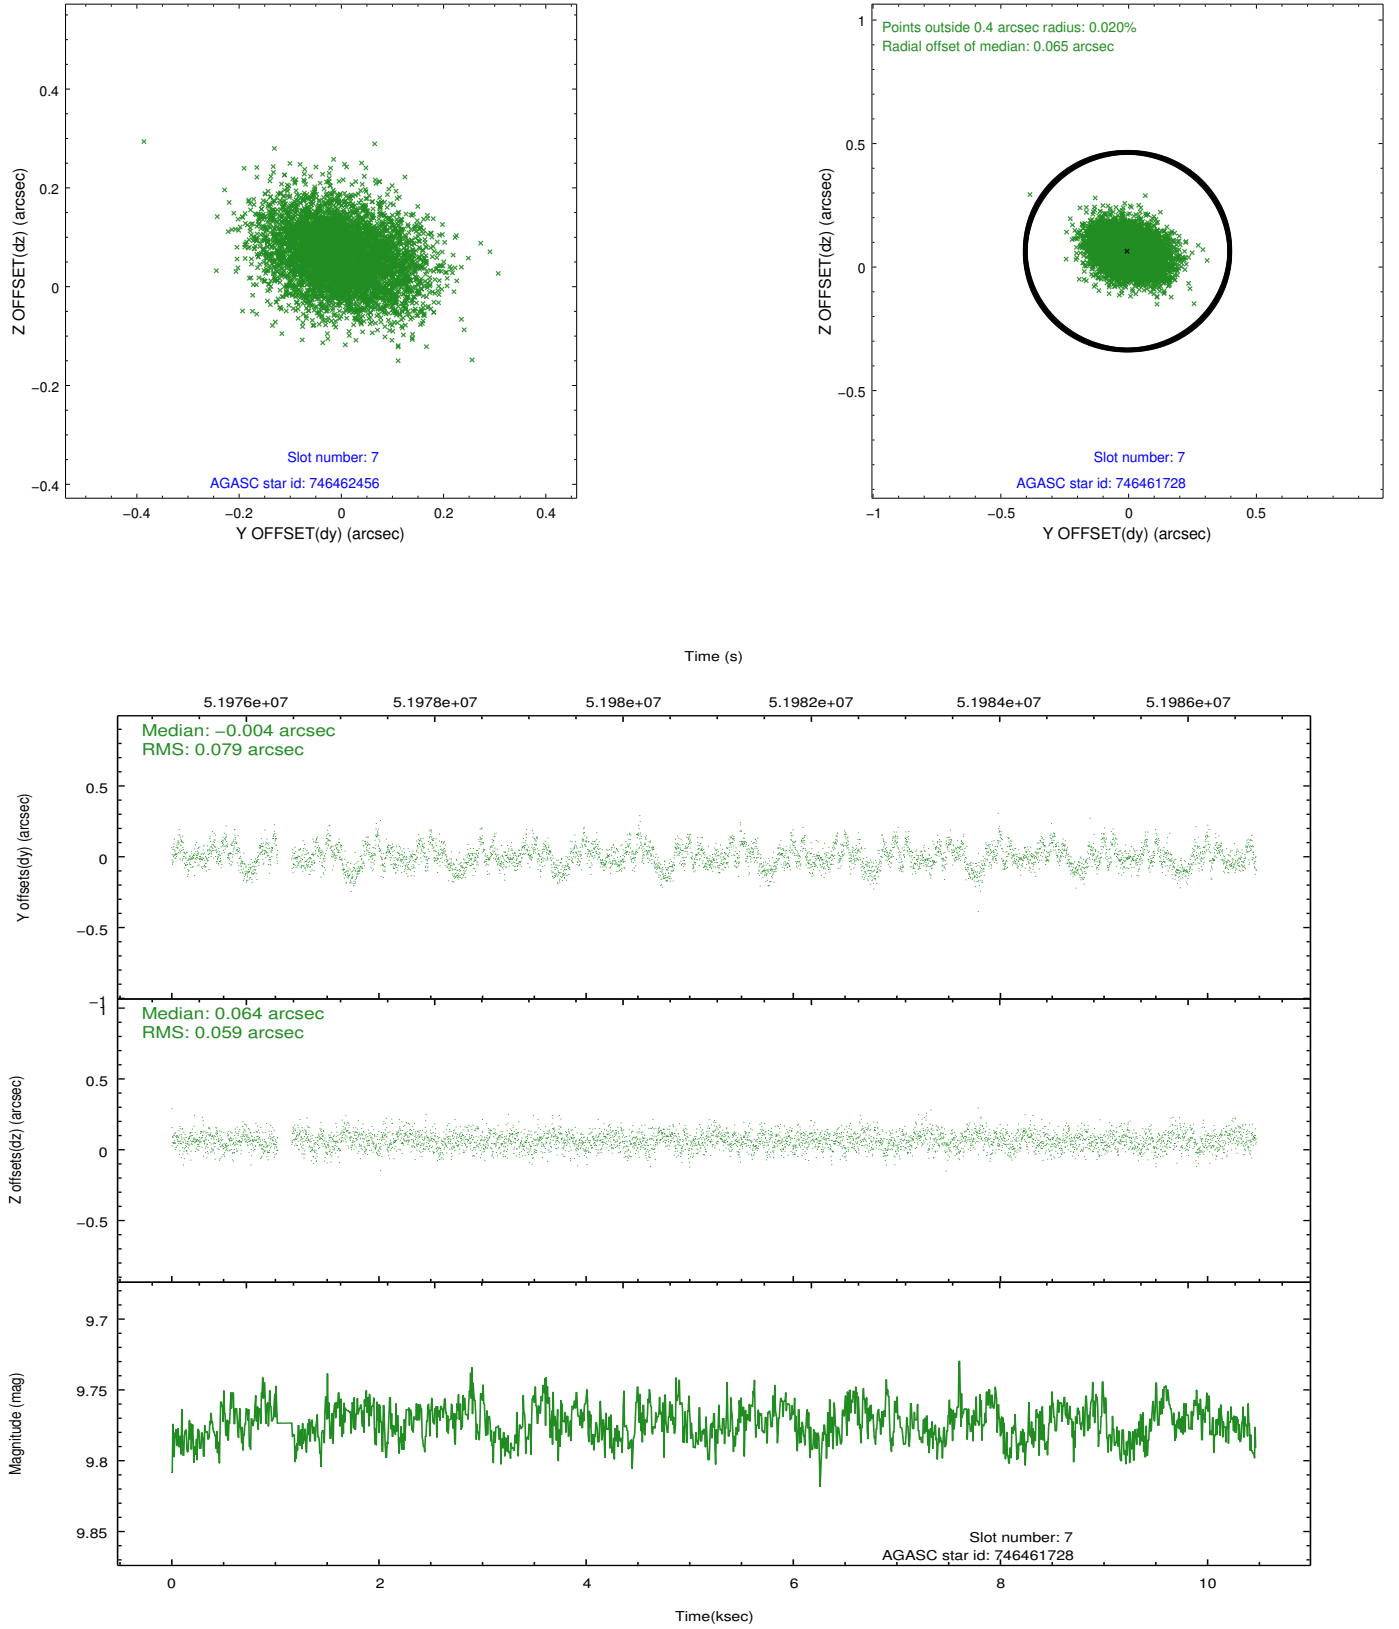 0.4
0.2
0
−0.2
−0.4
Z OFFSET(dz) (arcsec)
Slot number: 7
AGASC star id: 746462456
−0.4 −0.2 0 0.2 0.4
Y OFFSET(dy) (arcsec)
Points outside 0.4 arcsec radius: 0.020%
Radial offset of median: 0.065 arcsec
1
0.5
0
−0.5
Z OFFSET(dz) (arcsec)
Slot number: 7
AGASC star id: 746461728
−1 −0.5 0 0.5
Y OFFSET(dy) (arcsec)
Time (s)
5.1976e+07 5.1978e+07 5.198e+07 5.1982e+07 5.1984e+07 5.1986e+07
Median: −0.004 arcsec
RMS: 0.079 arcsec
0.5
0
−0.5
−1
Y offsets(dy) (arcsec)
Median: 0.064 arcsec
RMS: 0.059 arcsec
1
0.5
0
−0.5
Z offsets(dz) (arcsec)
9.7
9.75
9.8
9.85
Magnitude (mag)
Slot number: 7
AGASC star id: 746461728
0 2 4 6 8 10
Time(ksec)